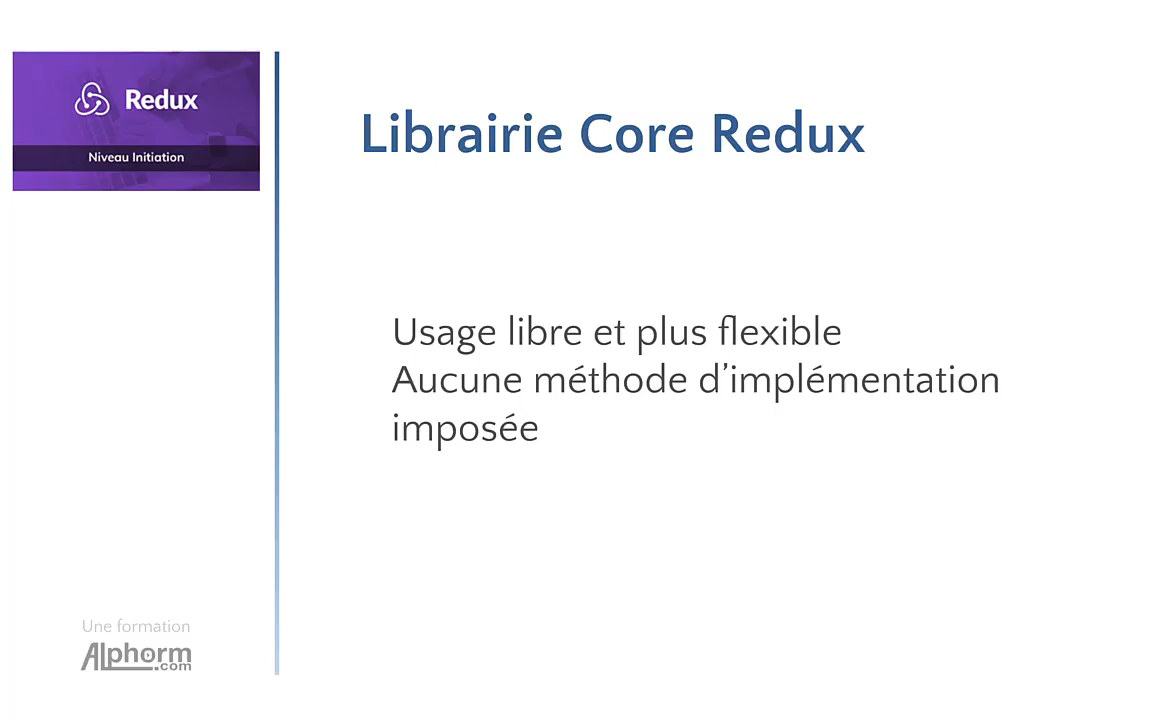 Redux
Niveau Initiation
Librairie Core Redux
Usage libre et plus flexible
Aucune méthode d’implémentation
imposée
Une formation
Alphorm
.com